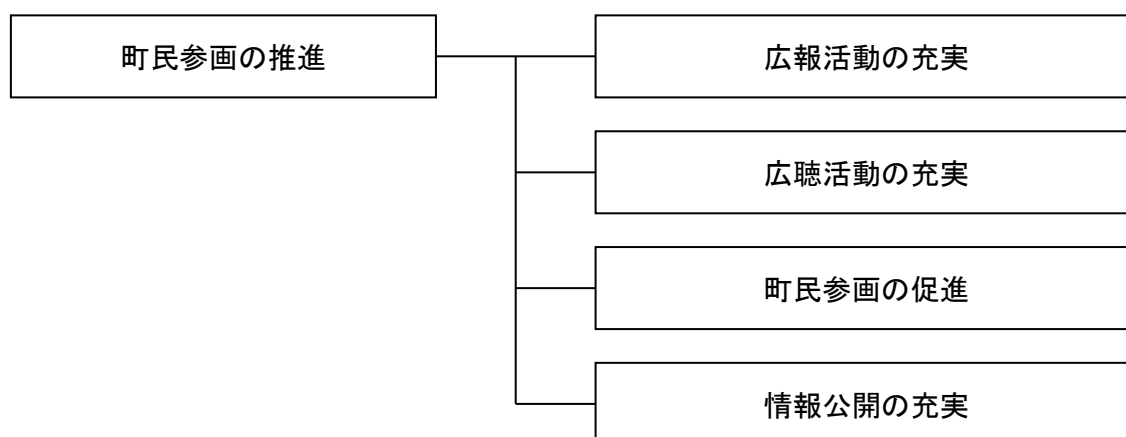 町民参画の推進
広報活動の充実
広聴活動の充実
町民参画の促進
情報公開の充実